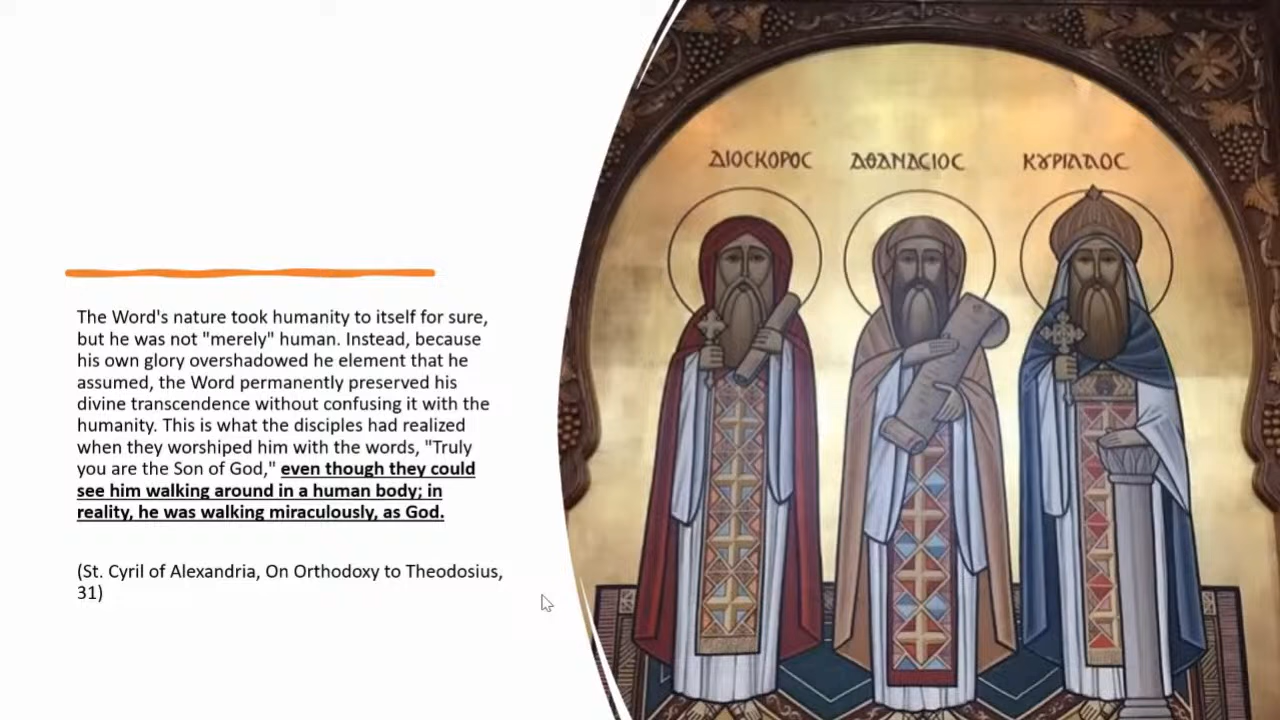 The Word's nature took humanity to itself for sure,
but he was not "merely" human. Instead, because
his own glory overshadowed he element that he
assumed, the Word permanently preserved his
divine transcendence without confusing it with the
humanity. This is what the disciples had realized
when they worshiped him with the words, "Truly
you are the Son of God," even though they could
see him walking around in a human body; in
reality, he was walking miraculously, as God.
(St. Cyril of Alexandria, On Orthodoxy to Theodosius,
31)
ΔΙΟCΚΟΡΟC ΑΘΑΝΑCΙΟC ΚΥΡΙΛΛΟC